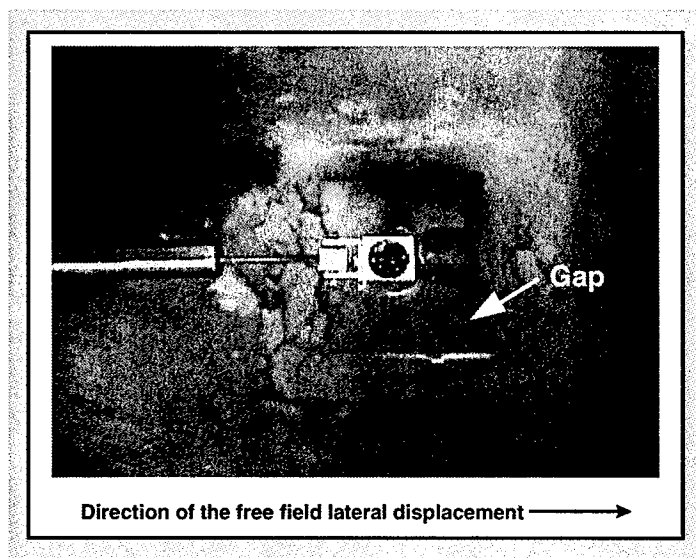 Gap
Direction of the free field lateral displacement